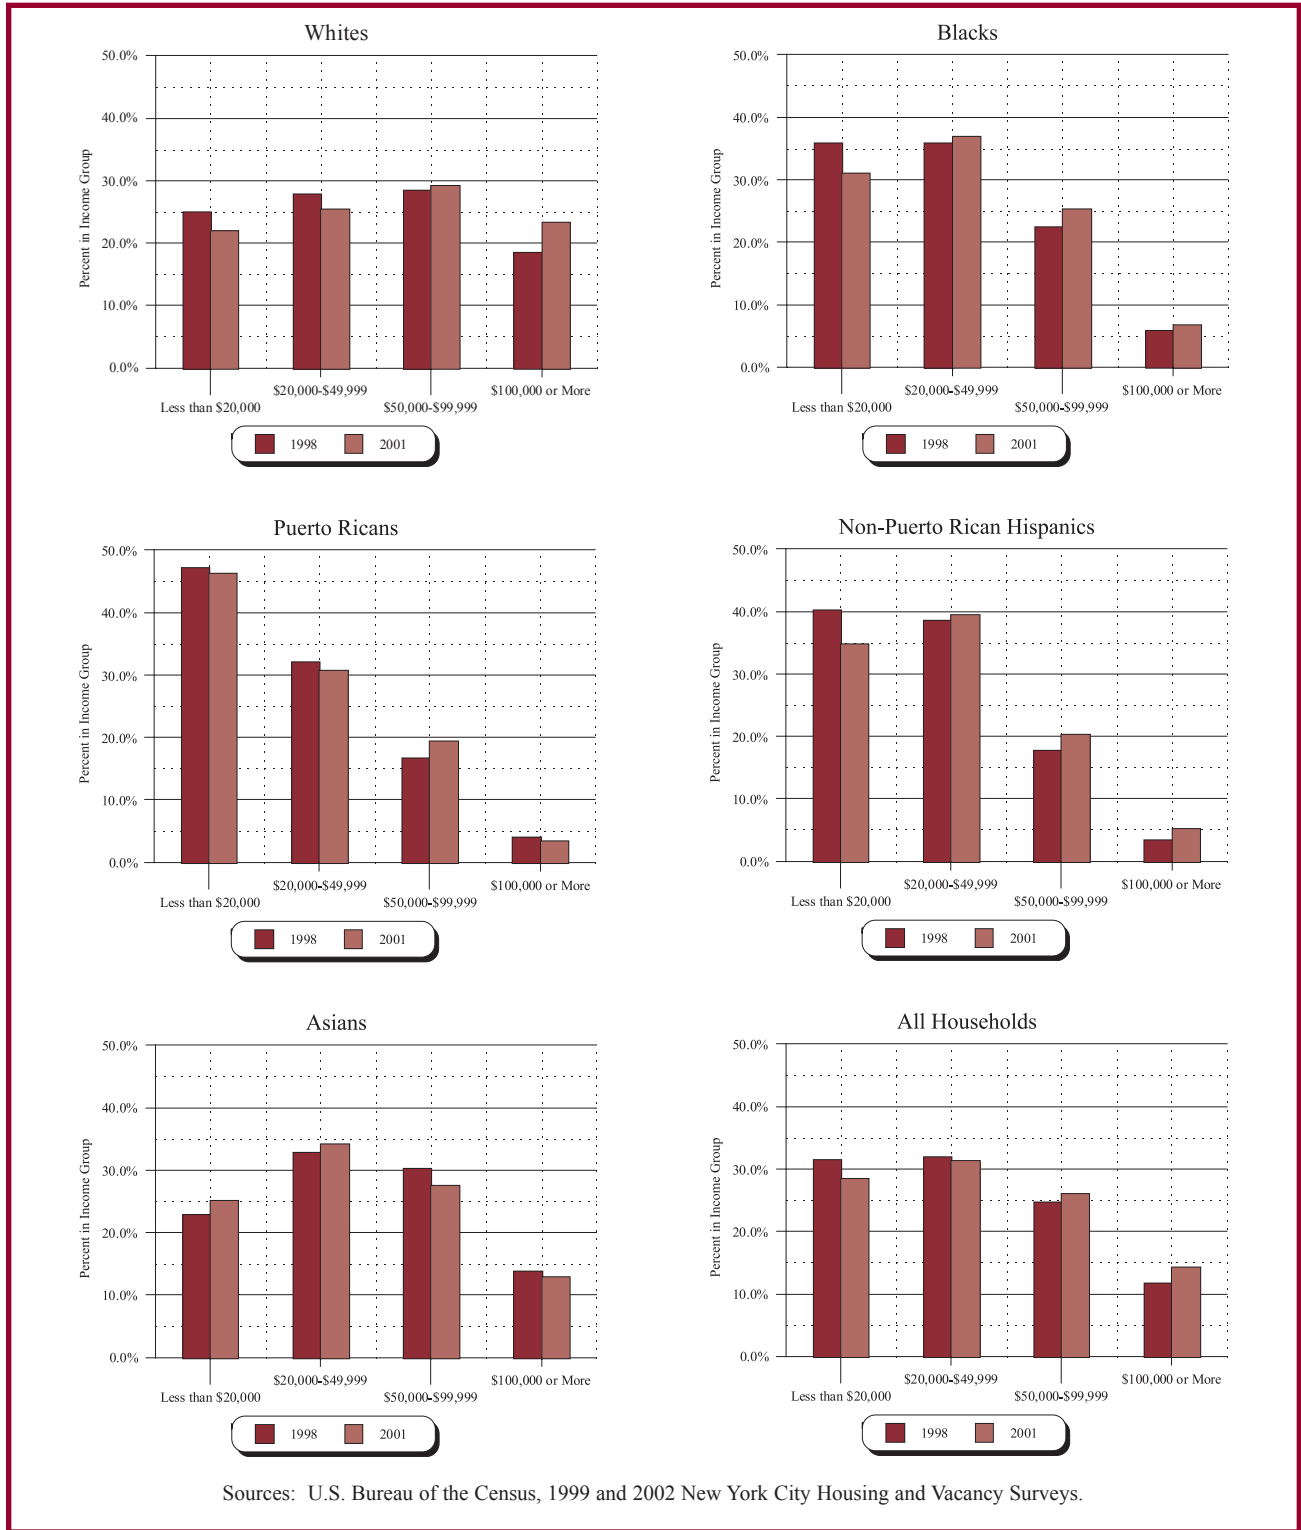 Whites
50.0%
40.0%
30.0%
20.0%
10.0%
0.0%
Percent in Income Group
$20,000-$49,999
$100,000 or More
Less than $20,000
$50,000-$99,999
1998 2001
Blacks
50.0%
40.0%
30.0%
20.0%
10.0%
0.0%
Percent in Income Group
$20,000-$49,999
$100,000 or More
Less than $20,000
$50,000-$99,999
1998 2001
Puerto Ricans
50.0%
40.0%
30.0%
20.0%
10.0%
0.0%
Percent in Income Group
$20,000-$49,999
$100,000 or More
Less than $20,000
$50,000-$99,999
1998 2001
Non-Puerto Rican Hispanics
50.0%
40.0%
30.0%
20.0%
10.0%
0.0%
Percent in Income Group
$20,000-$49,999
$100,000 or More
Less than $20,000
$50,000-$99,999
1998 2001
Asians
50.0%
40.0%
30.0%
20.0%
10.0%
0.0%
Percent in Income Group
$20,000-$49,999
$100,000 or More
Less than $20,000
$50,000-$99,999
1998 2001
All Households
50.0%
40.0%
30.0%
20.0%
10.0%
0.0%
Percent in Income Group
$20,000-$49,999
$100,000 or More
Less than $20,000
$50,000-$99,999
1998 2001
Sources: U.S. Bureau of the Census, 1999 and 2002 New York City Housing and Vacancy Surveys.